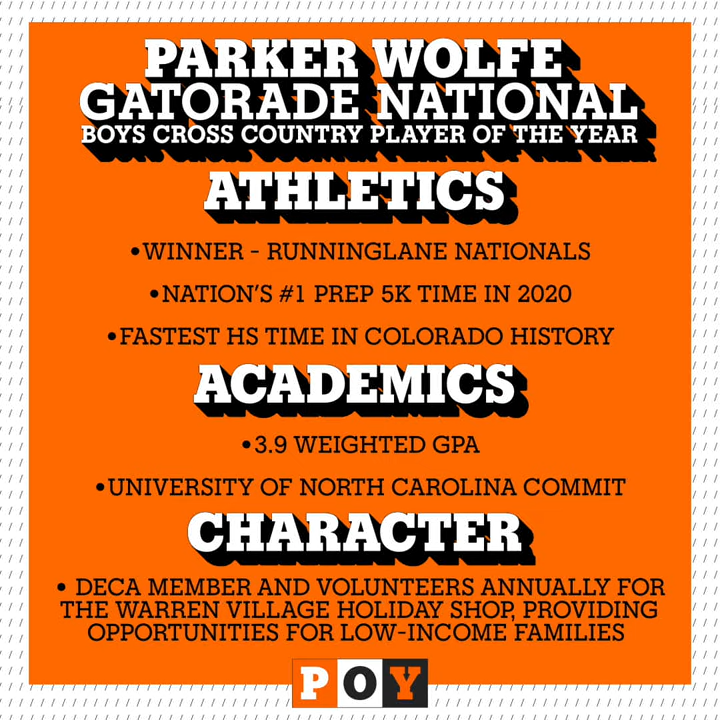 PARKER WOLFE
GATORADE NATIONAL
BOYS CROSS COUNTRY PLAYER OF THE YEAR
ATHLETICS
•WINNER - RUNNINGLANE NATIONALS
•NATION'S #1 PREP 5K TIME IN 2020
•FASTEST HS TIME IN COLORADO HISTORY
ACADEMICS
•3.9 WEIGHTED GPA
•UNIVERSITY OF NORTH CAROLINA COMMIT
CHARACTER
• DECA MEMBER AND VOLUNTEERS ANNUALLY FOR
THE WARREN VILLAGE HOLIDAY SHOP, PROVIDING
OPPORTUNITIES FOR LOW-INCOME FAMILIES
POY